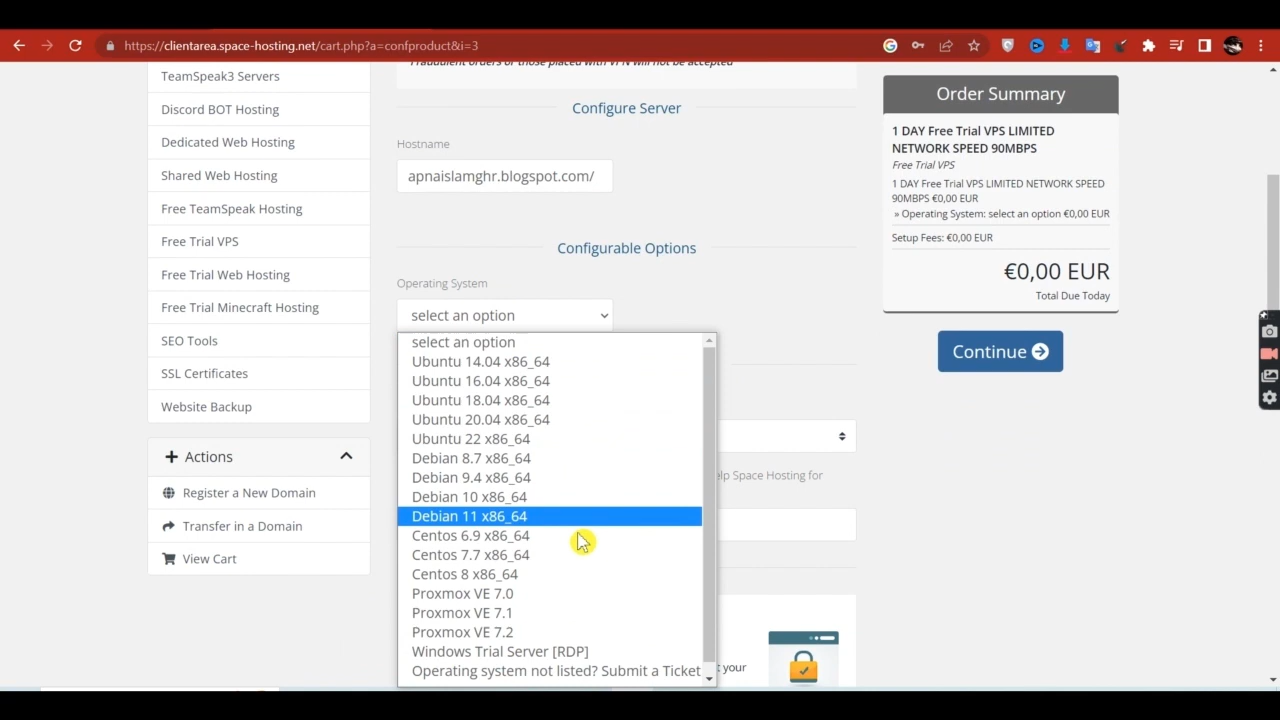 https://clientarea.space-hosting.net/cart.php?a=confproduct&i=3
TeamSpeak3 Servers
Discord BOT Hosting
Dedicated Web Hosting
Shared Web Hosting
Free TeamSpeak Hosting
Free Trial VPS
Free Trial Web Hosting
Free Trial Minecraft Hosting
SEO Tools
SSL Certificates
Website Backup
Actions
Register a New Domain
Transfer in a Domain
View Cart
Fraudulent orders or those placed with VPN will not be accepted
Configure Server
Hostname
apnaislamghr.blogspot.com/
Configurable Options
Operating System
select an option
select an option
Ubuntu 14.04 x86_64
Ubuntu 16.04 x86_64
Ubuntu 18.04 x86_64
Ubuntu 20.04 x86_64
Ubuntu 22 x86_64
Debian 8.7 x86_64
Debian 9.4 x86_64
Debian 10 x86_64
Debian 11 x86_64
Centos 6.9 x86_64
Centos 7.7 x86_64
Centos 8 x86_64
Proxmox VE 7.0
Proxmox VE 7.1
Proxmox VE 7.2
Windows Trial Server [RDP]
Operating system not listed? Submit a Ticket
Space Hosting for
your
Order Summary
1 DAY Free Trial VPS LIMITED
NETWORK SPEED 90MBPS
Free Trial VPS
1 DAY Free Trial VPS LIMITED NETWORK SPEED
90MBPS €0,00 EUR
» Operating System: select an option €0,00 EUR
Setup Fees: €0,00 EUR
€0,00 EUR
Total Due Today
Continue